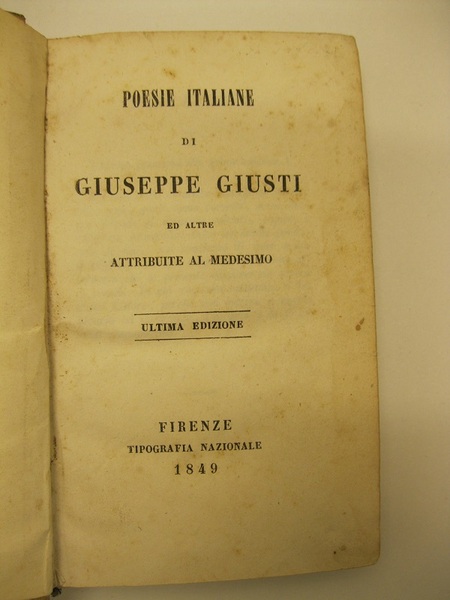 POESIE ITALIANE
DI
GIUSEPPE GIUSTI
ED ALTRE
ATTRIBUITE AL MEDESIMO
ULTIMA EDIZIONE
FIRENZE
TIPOGRAFIA NAZIONALE
1849